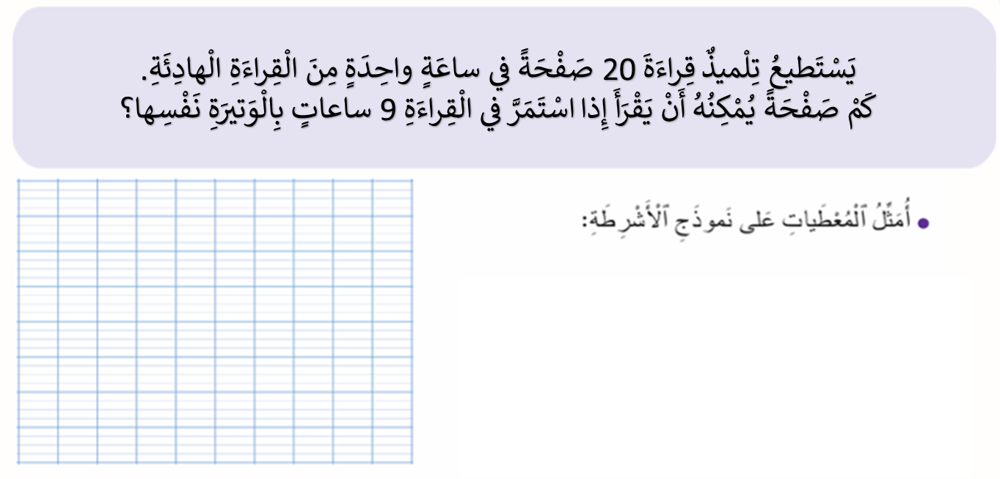 يَسْتَطيعُ تِلْميذٌ قِراءَةَ 20 صَفْحَةً في ساعَةٍ واحِدَةٍ مِنَ الْقِراءَةِ الْهادِئَةِ.
كَمْ صَفْحَةً يُمْكِنُهُ أَنْ يَقْرَأَ إِذا اسْتَمَرَّ في الْقِراءَةِ 9 ساعاتٍ بِالْوَتيرَةِ نَفْسِها؟
• أُمَثِّلُ ٱلْمُعْطَياتِ عَلى نَموذَجِ ٱلْأَشْرِطَةِ: